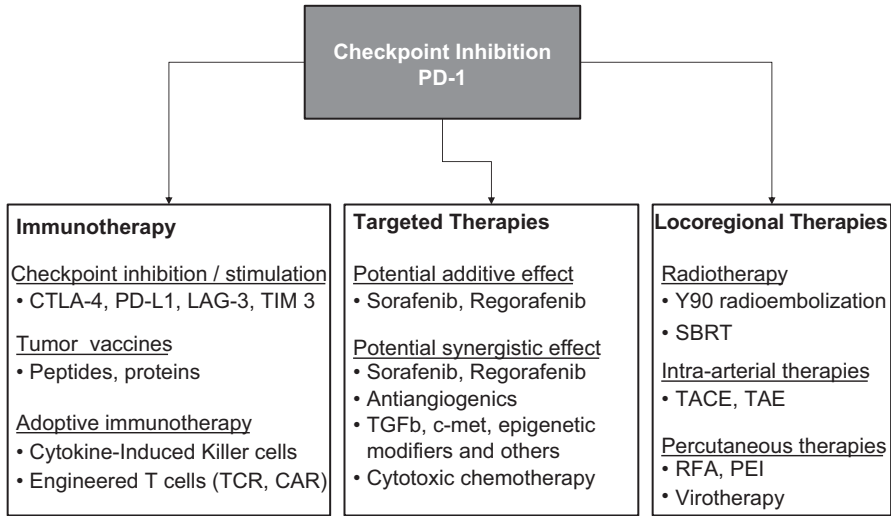 Checkpoint Inhibition
PD-1
Immunotherapy
Checkpoint inhibition / stimulation
• CTLA-4, PD-L1, LAG-3, TIM 3
Tumor vaccines
• Peptides, proteins
Adoptive immunotherapy
• Cytokine-Induced Killer cells
• Engineered T cells (TCR, CAR)
Targeted Therapies
Potential additive effect
• Sorafenib, Regorafenib
Potential synergistic effect
• Sorafenib, Regorafenib
• Antiangiogenics
• TGFb, c-met, epigenetic
modifiers and others
• Cytotoxic chemotherapy
Locoregional Therapies
Radiotherapy
• Y90 radioembolization
• SBRT
Intra-arterial therapies
• TACE, TAE
Percutaneous therapies
• RFA, PEI
• Virotherapy